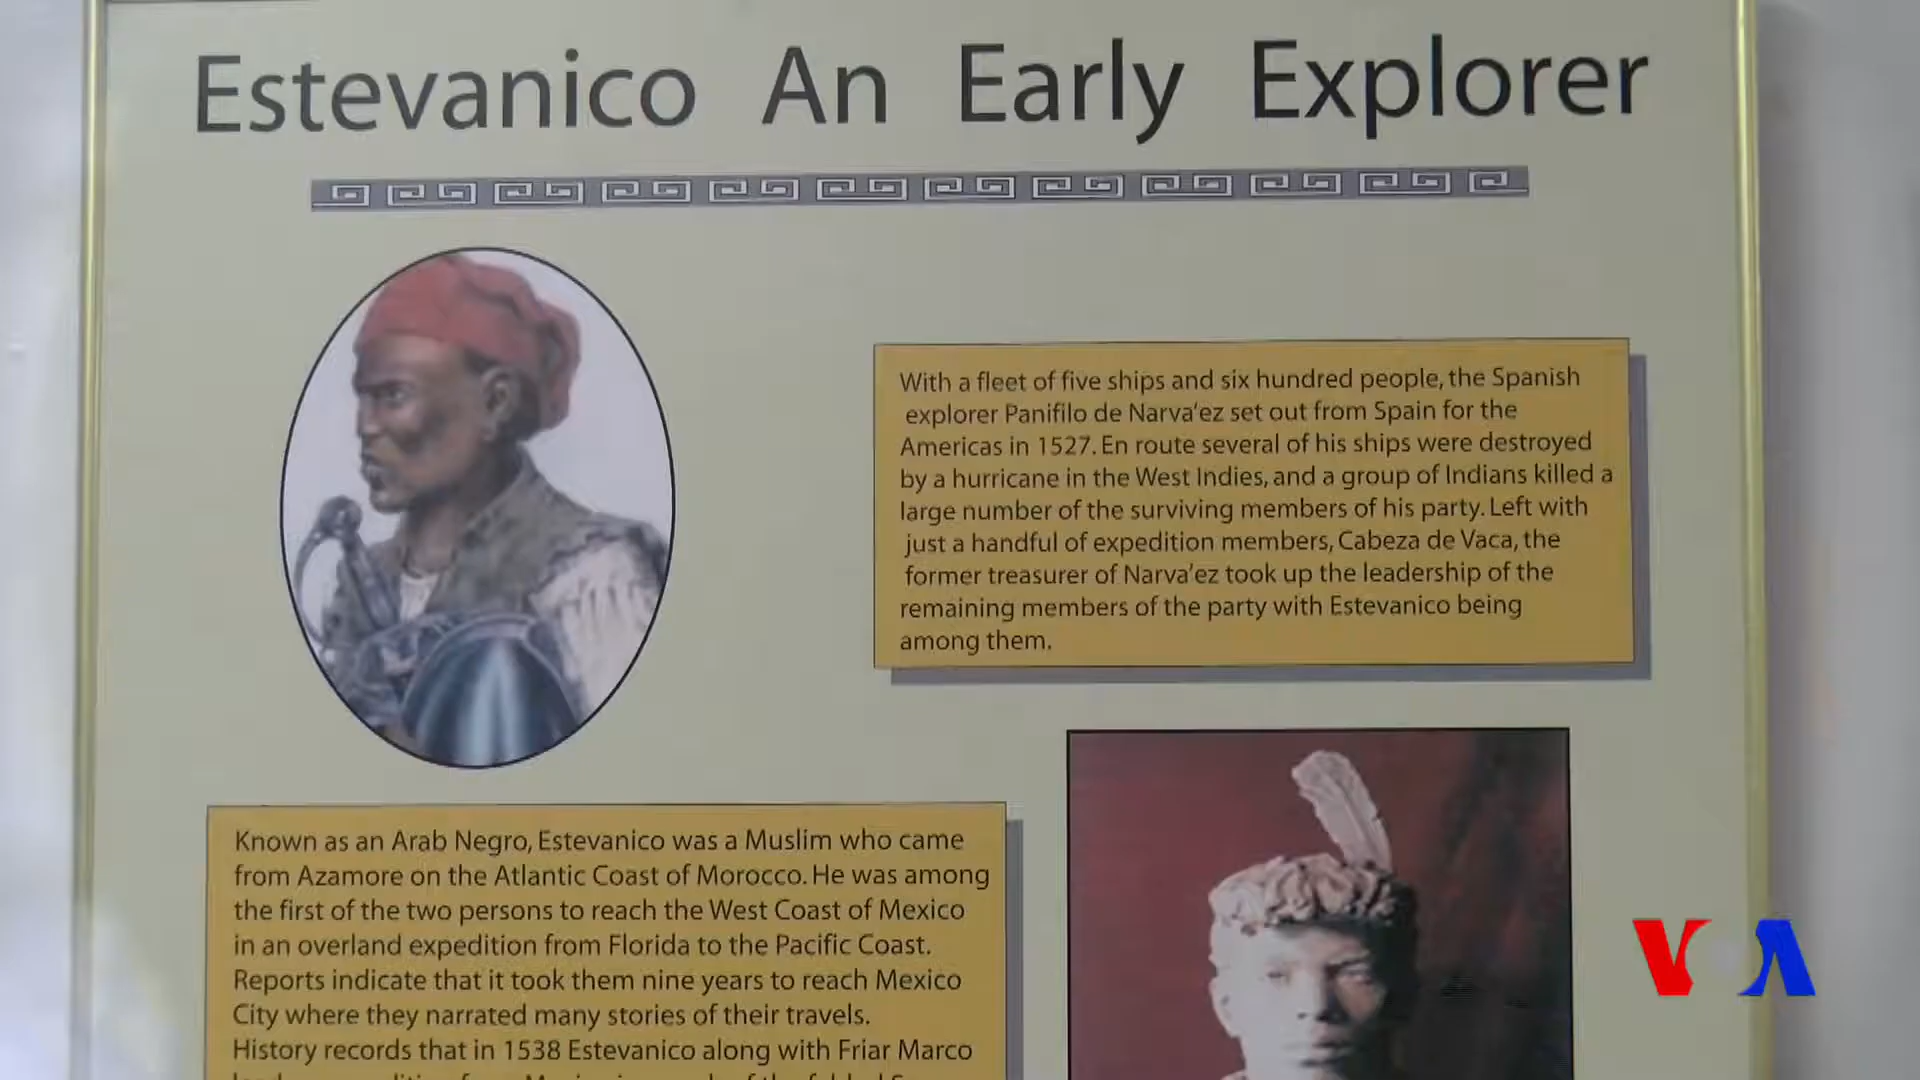 Estevanico An Early Explorer
With a fleet of five ships and six hundred people, the Spanish
explorer Panifilo de Narva'ez set out from Spain for the
Americas in 1527. En route several of his ships were destroyed
by a hurricane in the West Indies, and a group of Indians killed a
large number of the surviving members of his party. Left with
just a handful of expedition members, Cabeza de Vaca, the
former treasurer of Narva'ez took up the leadership of the
remaining members of the party with Estevanico being
among them.
Known as an Arab Negro, Estevanico was a Muslim who came
from Azamore on the Atlantic Coast of Morocco. He was among
the first of the two persons to reach the West Coast of Mexico
in an overland expedition from Florida to the Pacific Coast.
Reports indicate that it took them nine years to reach Mexico
City where they narrated many stories of their travels.
History records that in 1538 Estevanico along with Friar Marco
VOA